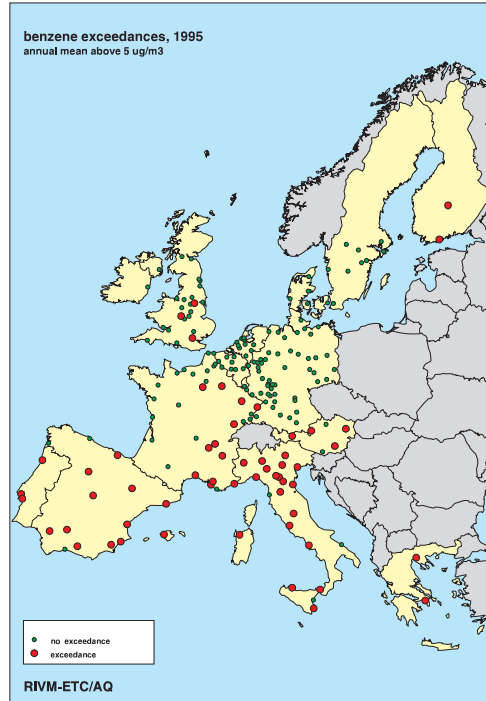 benzene exceedances, 1995
annual mean above 5 ug/m3
no exceedance
exceedance
RIVM-ETC/AQ